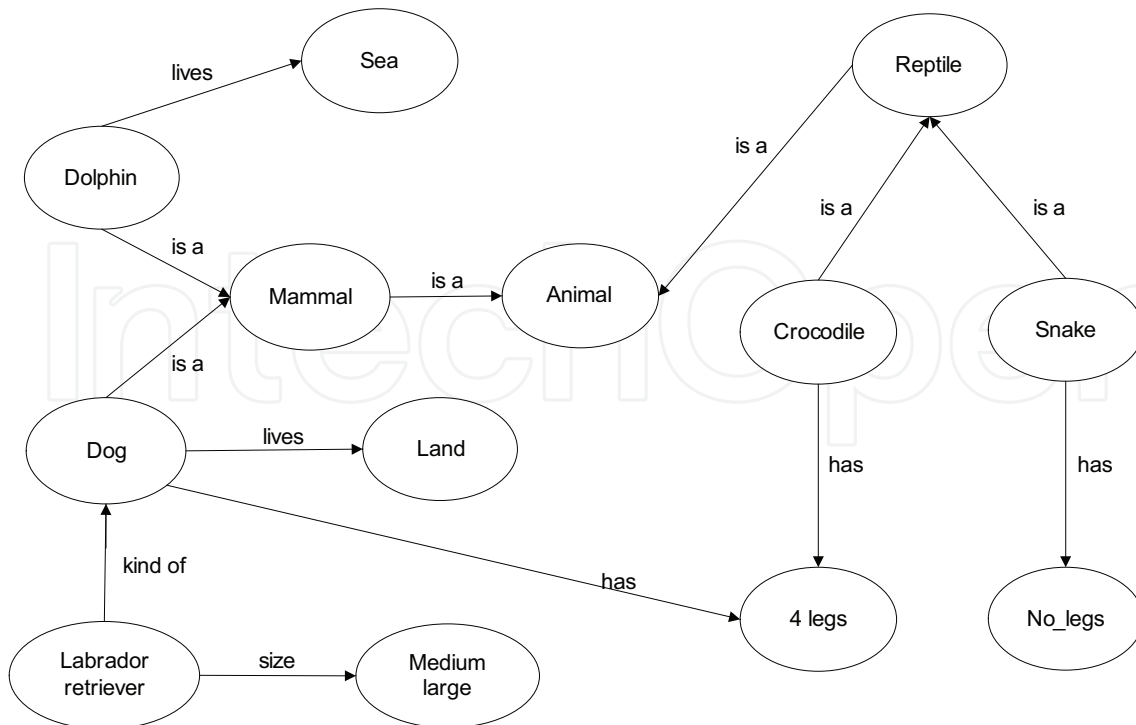 Sea
Reptile
lives
Dolphin
is a
is a
is a
is a
Mammal
is a
Animal
Crocodile
Snake
is a
Dog
lives
Land
has
has
kind of
has
4 legs
No_legs
Labrador
retriever
size
Medium
large
IntechOpen